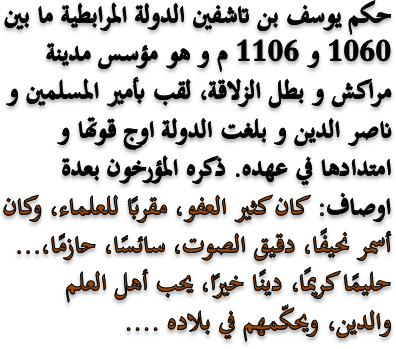 حكم يوسف بن تاشفين الدولة المرابطية ما بين
1060 و 1106 م و هو مؤسس مدينة
مراكش و بطل الزلاقة، لقب بأمير المسلمين و
ناصر الدين و بلغت الدولة اوج قوتها و
امتدادها في عهده. ذكره المؤرخون بعدة
اوصاف: كان كثير العفو، مقربًا للعلماء، وكان
أسمر نحيفًا، دقيق الصوت، سائسًا، حازمًا،...
حليمًا كريمًا، دينًا خيرًا، يحب أهل العلم
والدين، ويحكّمهم في بلاده ....